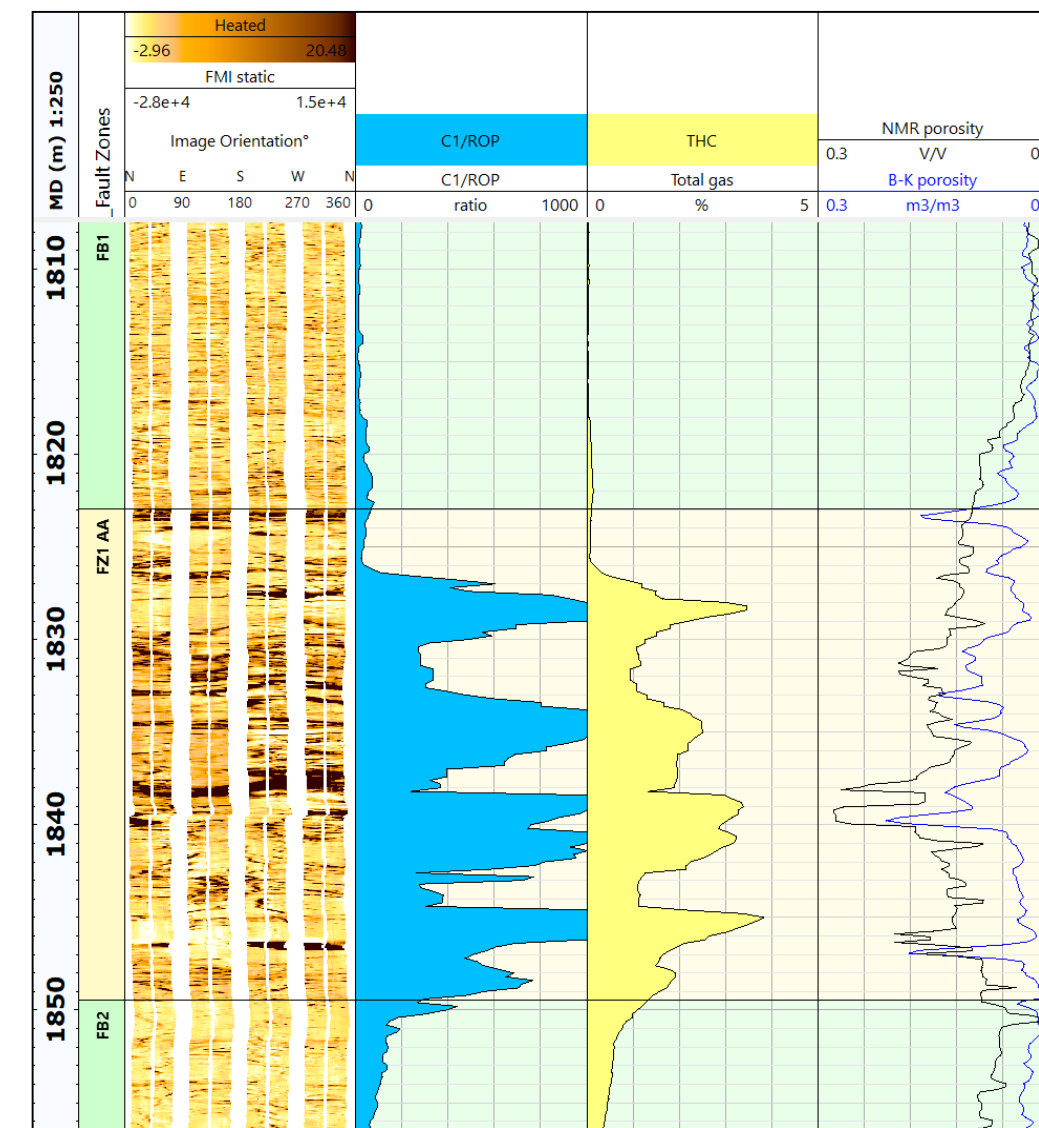 MD (m) 1:250
_Fault Zones
Heated
-2.96 20.48
FMI static
-2.8e+4 1.5e+4
Image Orientation°
N E S W N
0 90 180 270 360
C1/ROP
C1/ROP
0 ratio 1000
THC
Total gas
0 % 5
NMR porosity
0.3 V/V 0
B-K porosity
0.3 m3/m3 0
1810
1820
1830
1840
1850
FB1
FZ1 AA
FB2